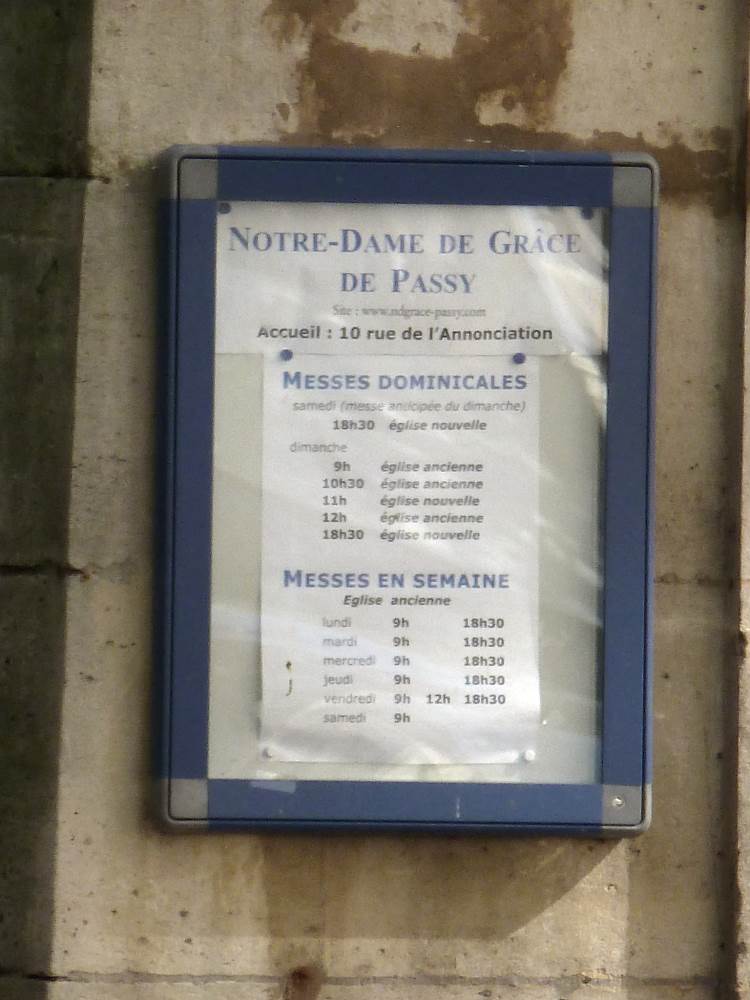 NOTRE-DAME DE GRÂCE
DE PASSY
Site : www.ndgrace-passy.com
Accueil : 10 rue de l'Annonciation
MESSES DOMINICALES
samedi (messe anticipée du dimanche)
18h30 église nouvelle
dimanche
9h église ancienne
10h30 église ancienne
11h église nouvelle
12h église ancienne
18h30 église nouvelle
MESSES EN SEMAINE
Eglise ancienne
lundi 9h 18h30
mardi 9h 18h30
mercredi 9h 18h30
jeudi 9h 18h30
vendredi 9h 12h 18h30
samedi 9h